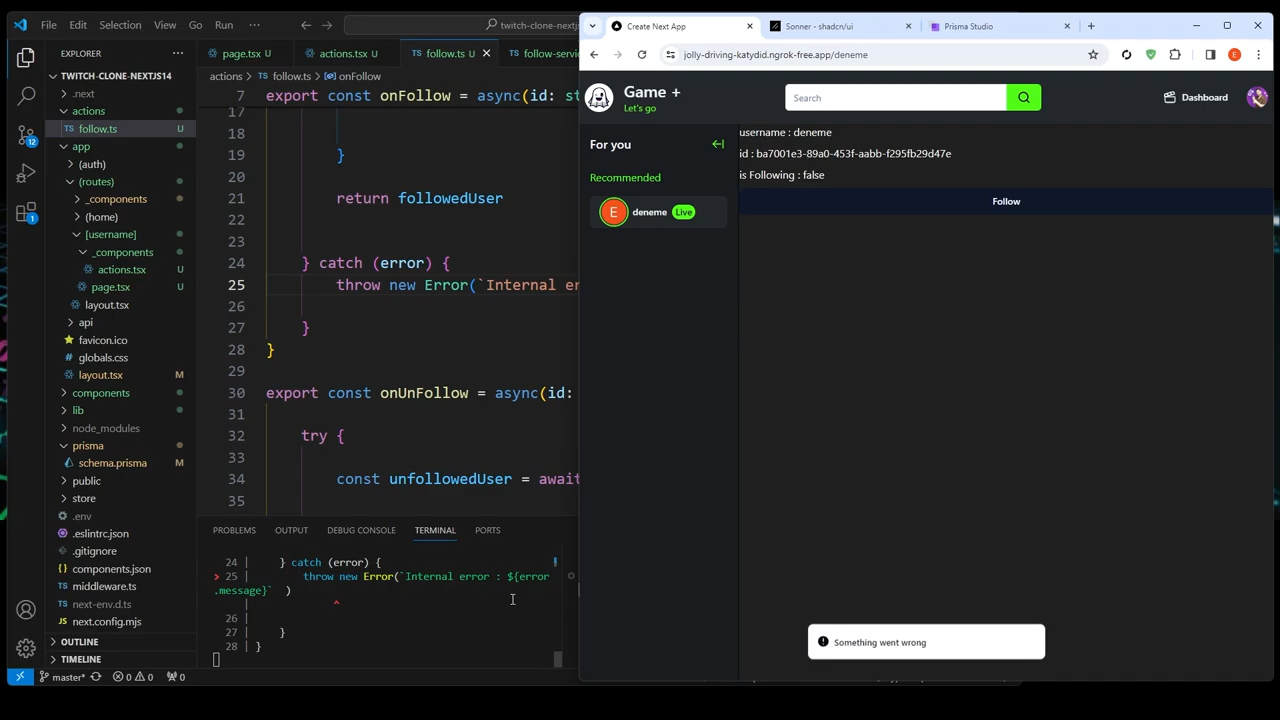 File Edit Selection View Go Run ···
twitch-clone-nextjs
EXPLORER
TWITCH-CLONE-NEXTJS14
.next
actions
follow.ts U
app
(auth)
(routes)
_components
(home)
[username]
_components
actions.tsx U
page.tsx U
layout.tsx
api
favicon.ico
globals.css
layout.tsx M
components
lib
node_modules
prisma
schema.prisma M
public
store
.env
.eslintrc.json
.gitignore
components.json
middleware.ts
next-env.d.ts
next.config.mjs
OUTLINE
TIMELINE
12
1
master* 0 0 0
page.tsx U
actions.tsx U
follow.ts U
follow-servic
actions > follow.ts > onFollow
7 export const onFollow = async(id: st
17
18
19 }
20
21 return followedUser
22
23
24 } catch (error) {
25 throw new Error(`Internal er
26
27 }
28 }
29
30 export const onUnFollow = async(id:
31
32 try {
33
34 const unfollowedUser = await
35
PROBLEMS OUTPUT DEBUG CONSOLE TERMINAL PORTS
24 | } catch (error) {
> 25 | throw new Error(`Internal error : ${error
.message}` )
| ^
26 |
27 | }
28 | }
Create Next App
Sonner - shadcn/ui
Prisma Studio
jolly-driving-katydid.ngrok-free.app/deneme
E
Game +
Let's go
Search
Dashboard
For you
Recommended
E deneme Live
username : deneme
id : ba7001e3-89a0-453f-aabb-f295fb29d47e
is Following : false
Follow
Something went wrong